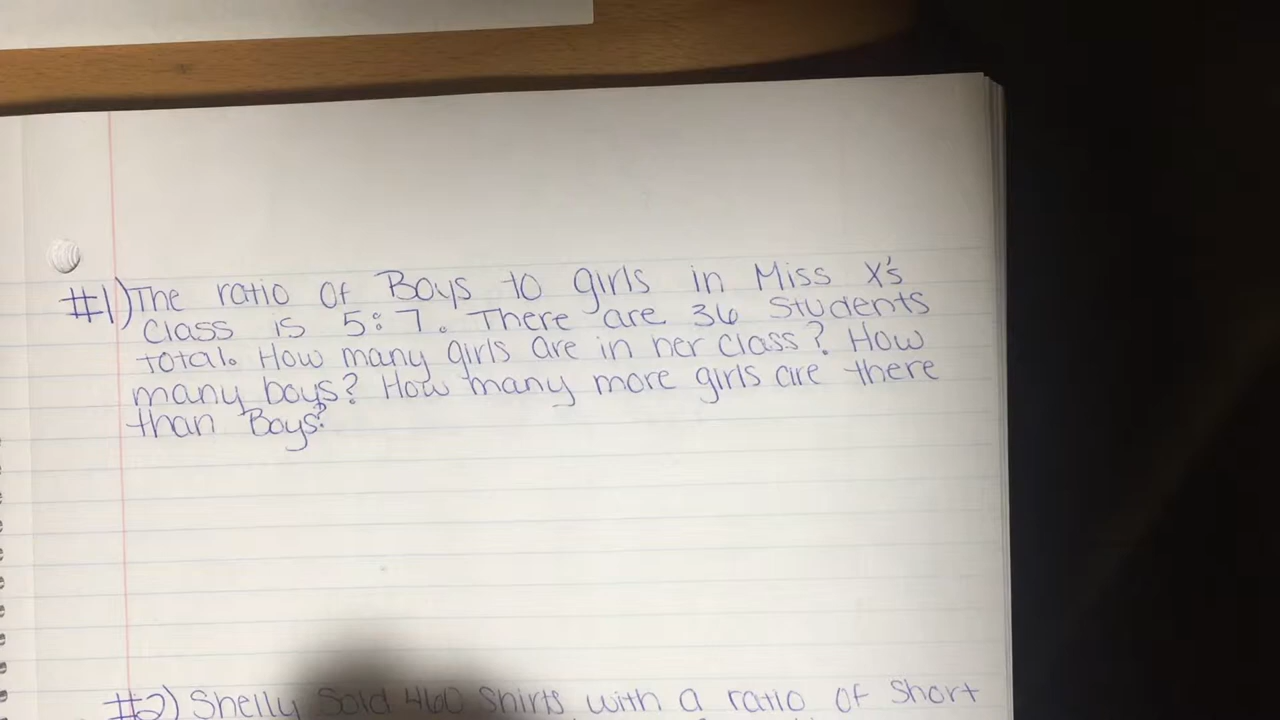 #1) The ratio of Boys to girls in Miss X's
Class is 5:7. There are 36 Students
total. How many girls are in her class? How
many boys? How many more girls are there
than Boys?
#2) Shelly Sold 460 Shirts with a ratio of Short